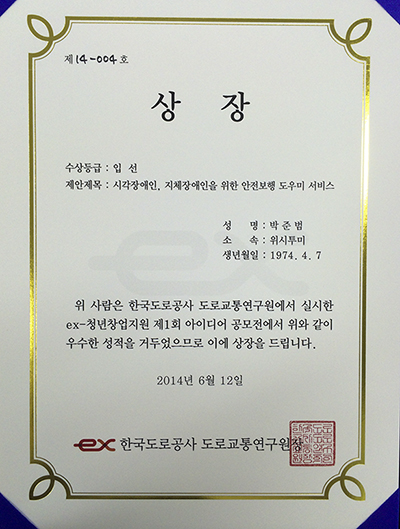 제 14-004 호
상 장
수상등급 : 입 선
제안제목 : 시각장애인, 지체장애인을 위한 안전보행 도우미 서비스
성 명 : 박 준 범
소 속 : 위시투미
생년월일 : 1974. 4. 7
위 사람은 한국도로공사 도로교통연구원에서 실시한
ex-청년창업지원 제1회 아이디어 공모전에서 위와 같이
우수한 성적을 거두었으므로 이에 상장을 드립니다.
2014년 6월 12일
ex 한국도로공사 도로교통연구원장